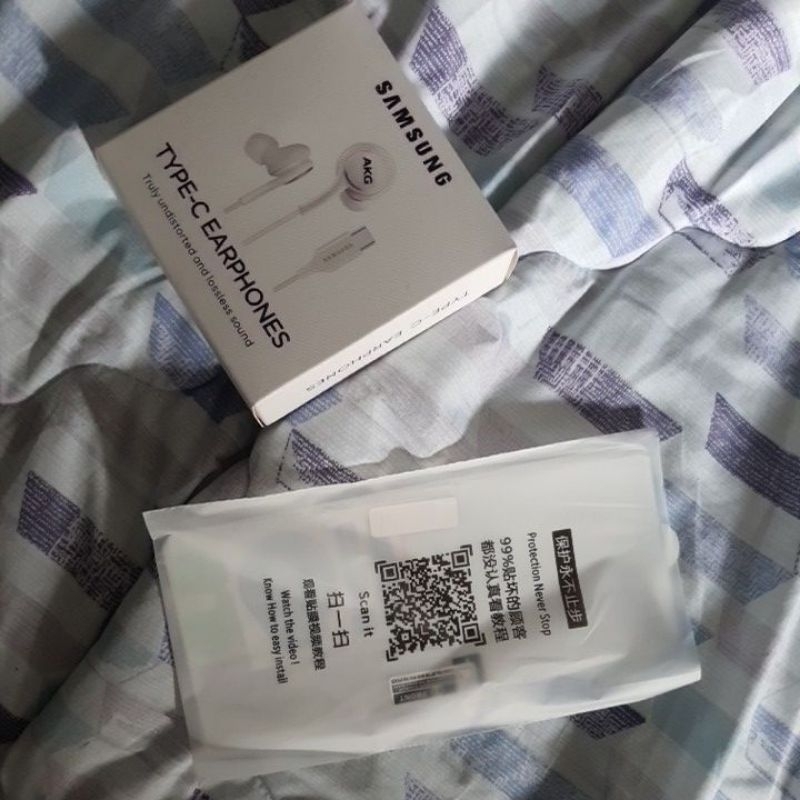 SAMSUNG
AKG
SAMSUNG
TYPE-C EARPHONES
Truly undistorted and lossless sound
TYPE-C EARPHONES
保护永不止步
Protection Never Stop
99%贴坏的顾客
都没认真看教程
Scan it
扫一扫
观看贴膜视频教程
Watch the video !
Know How to easy install